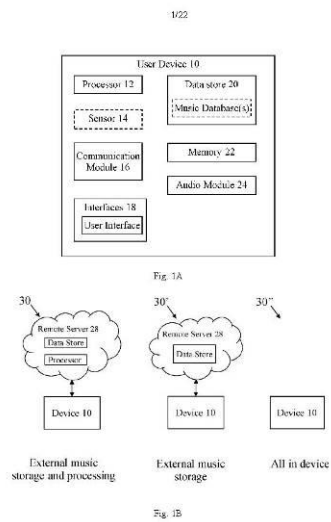 1/22
User Device 10
Processor 12
Data store 20
Music Database(s)
Sensor 14
Communication
Module 16
Memory 22
Audio Module 24
Interfaces 18
User Interface
Fig. 1A
30
30'
30"
Remote Server 28
Data Store
Processor
Remote Server 28
Data Store
Device 10
Device 10
Device 10
External music
storage and processing
External music
storage
All in device
Fig. 1B